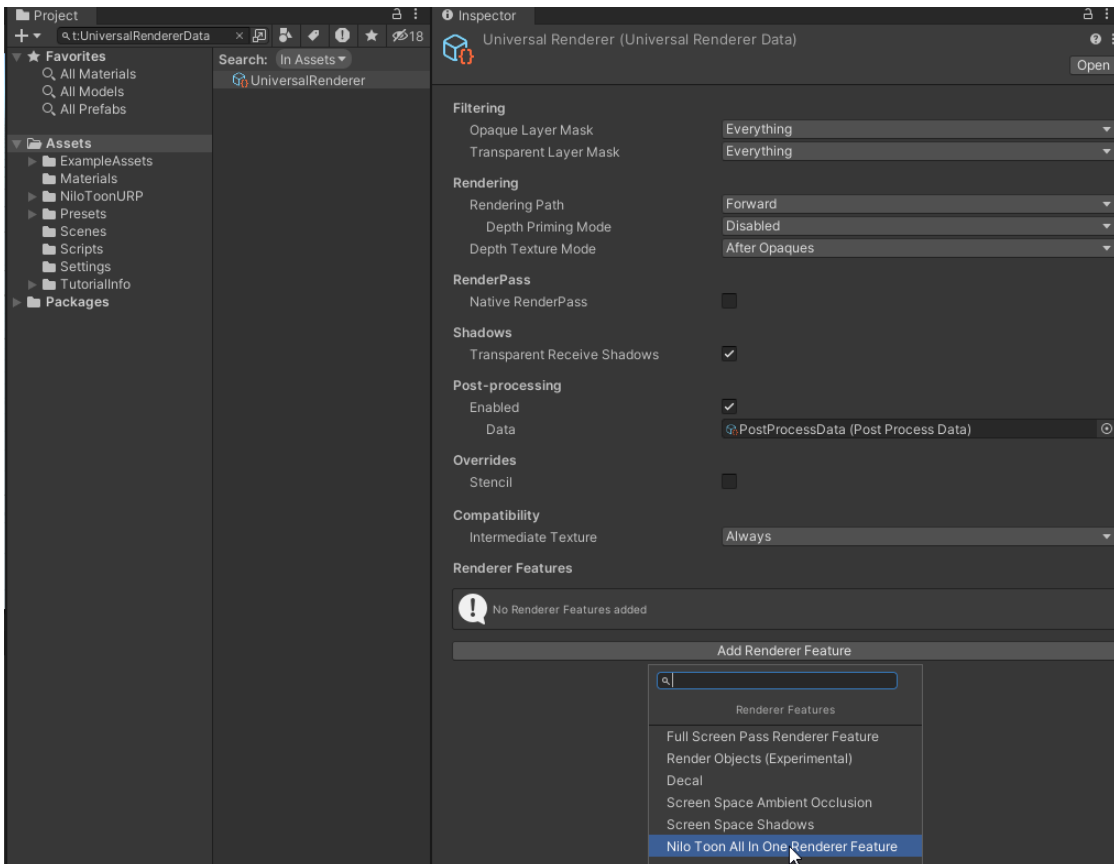 Project
t:UniversalRendererData
18
Favorites
All Materials
All Models
All Prefabs
Assets
ExampleAssets
Materials
NiloToonURP
Presets
Scenes
Scripts
Settings
TutorialInfo
Packages
Search: In Assets
UniversalRenderer
Inspector
Universal Renderer (Universal Renderer Data)
Open
Filtering
Opaque Layer Mask Everything
Transparent Layer Mask Everything
Rendering
Rendering Path Forward
Depth Priming Mode Disabled
Depth Texture Mode After Opaques
RenderPass
Native RenderPass
Shadows
Transparent Receive Shadows
Post-processing
Enabled
Data PostProcessData (Post Process Data)
Overrides
Stencil
Compatibility
Intermediate Texture Always
Renderer Features
No Renderer Features added
Add Renderer Feature
Renderer Features
Full Screen Pass Renderer Feature
Render Objects (Experimental)
Decal
Screen Space Ambient Occlusion
Screen Space Shadows
Nilo Toon All In One Renderer Feature